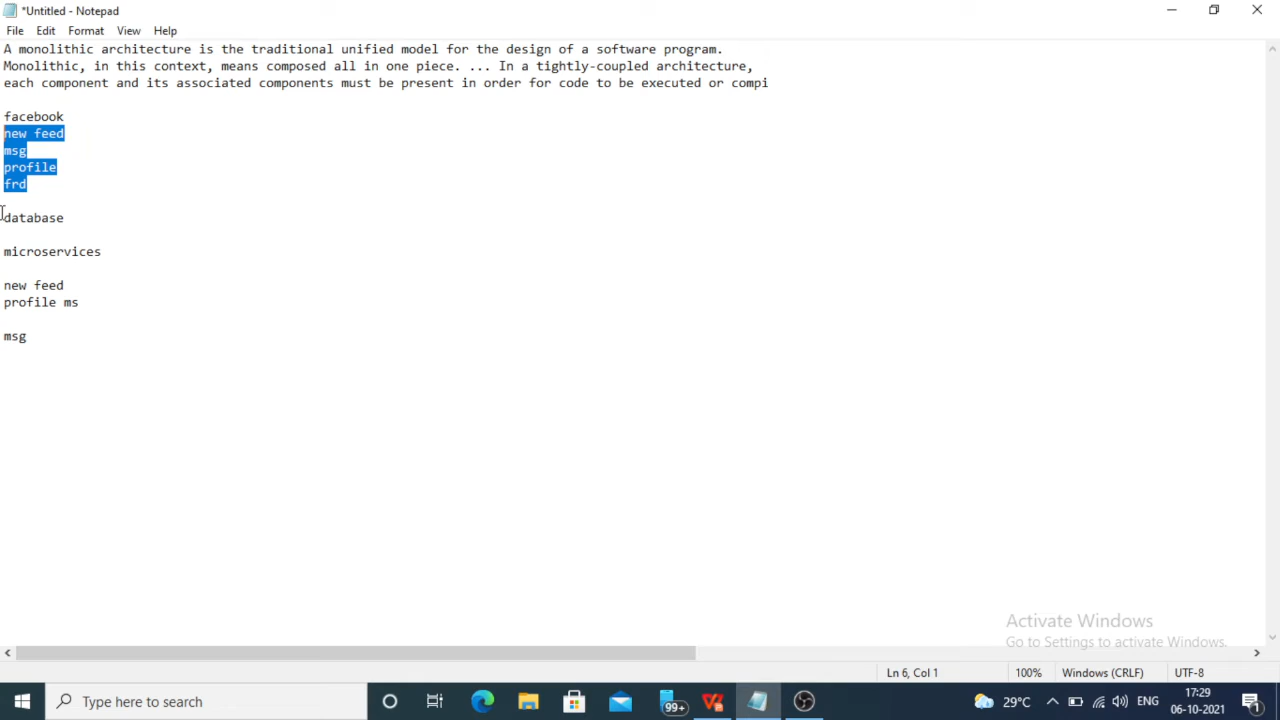 *Untitled - Notepad
File Edit Format View Help
A monolithic architecture is the traditional unified model for the design of a software program.
Monolithic, in this context, means composed all in one piece. ... In a tightly-coupled architecture,
each component and its associated components must be present in order for code to be executed or compi
facebook
new feed
msg
profile
frd
database
microservices
new feed
profile ms
msg
Activate Windows
Go to Settings to activate Windows.
Ln 6, Col 1 100% Windows (CRLF) UTF-8
Type here to search 99+ 29°C ENG 17:29
06-10-2021 1